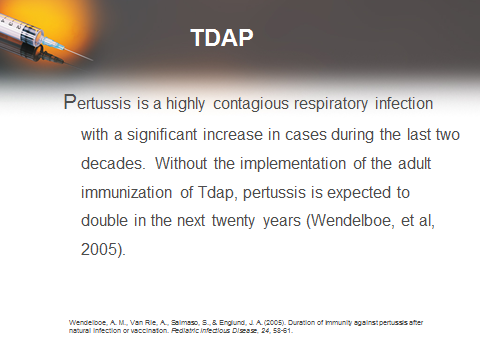 TDAP
Pertussis is a highly contagious respiratory infection
with a significant increase in cases during the last two
decades. Without the implementation of the adult
immunization of Tdap, pertussis is expected to
double in the next twenty years (Wendelboe, et al,
2005).
Wendelboe, A. M., Van Rie, A., Salmaso, S., & Englund, J. A. (2005). Duration of immunity against pertussis after
natural infection or vaccination. Pediatric Infectious Disease, 24, 58-61.